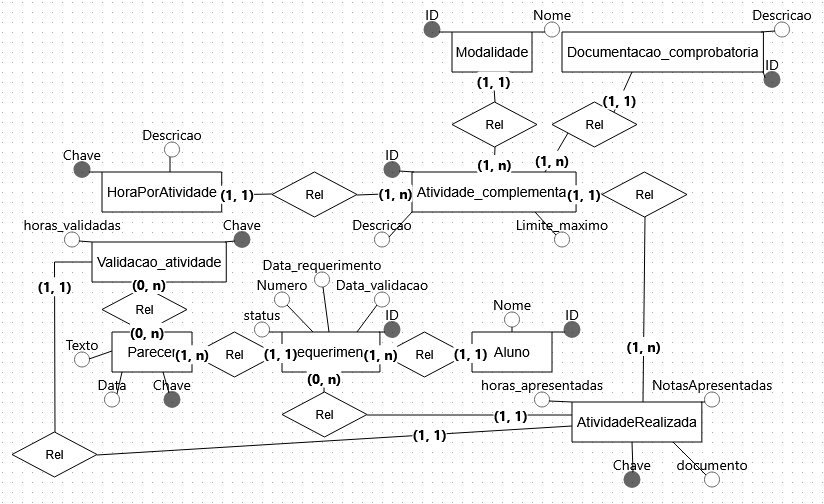 ID
Nome
Descricao
Modalidade
Documentacao_comprobatoria
ID
(1, 1)
(1, 1)
Rel
Rel
Descricao
Chave
ID
(1, n)
(1, n)
HoraPorAtividade
(1, 1)
Rel
(1, n)
Atividade_complementa
(1, 1)
Rel
horas_validadas
Chave
Descricao
Limite_maximo
Validacao_atividade
Data_requerimento
(1, 1)
(0, n)
Numero
Data_validacao
Rel
status
ID
Nome
ID
(0, n)
Texto
Parecer
(1, n)
Rel
(1, 1)
equerimen
(1, n)
Rel
(1, 1)
Aluno
(1, n)
Data
Chave
(0, n)
horas_apresentadas
NotasApresentadas
Rel
(1, 1)
AtividadeRealizada
(1, 1)
Rel
Chave
documento